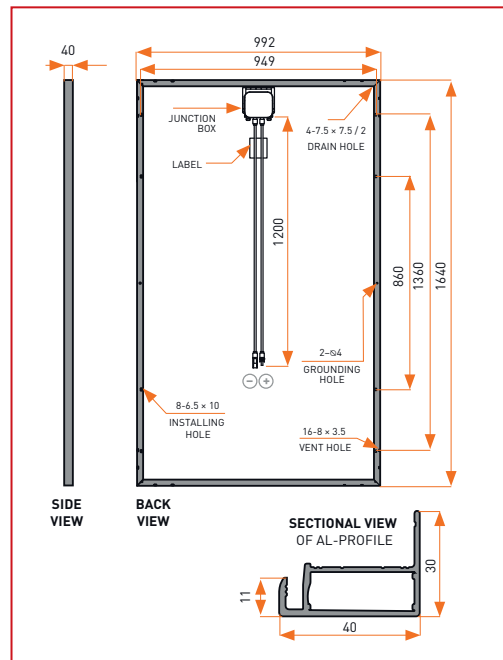 40
992
949
JUNCTION
BOX
LABEL
4-7.5 × 7.5 / 2
DRAIN HOLE
1200
860
1360
1640
2-⌀4
GROUNDING
HOLE
8-6.5 × 10
INSTALLING
HOLE
16-8 × 3.5
VENT HOLE
− +
SIDE
VIEW
BACK
VIEW
SECTIONAL VIEW
OF AL-PROFILE
11
30
40